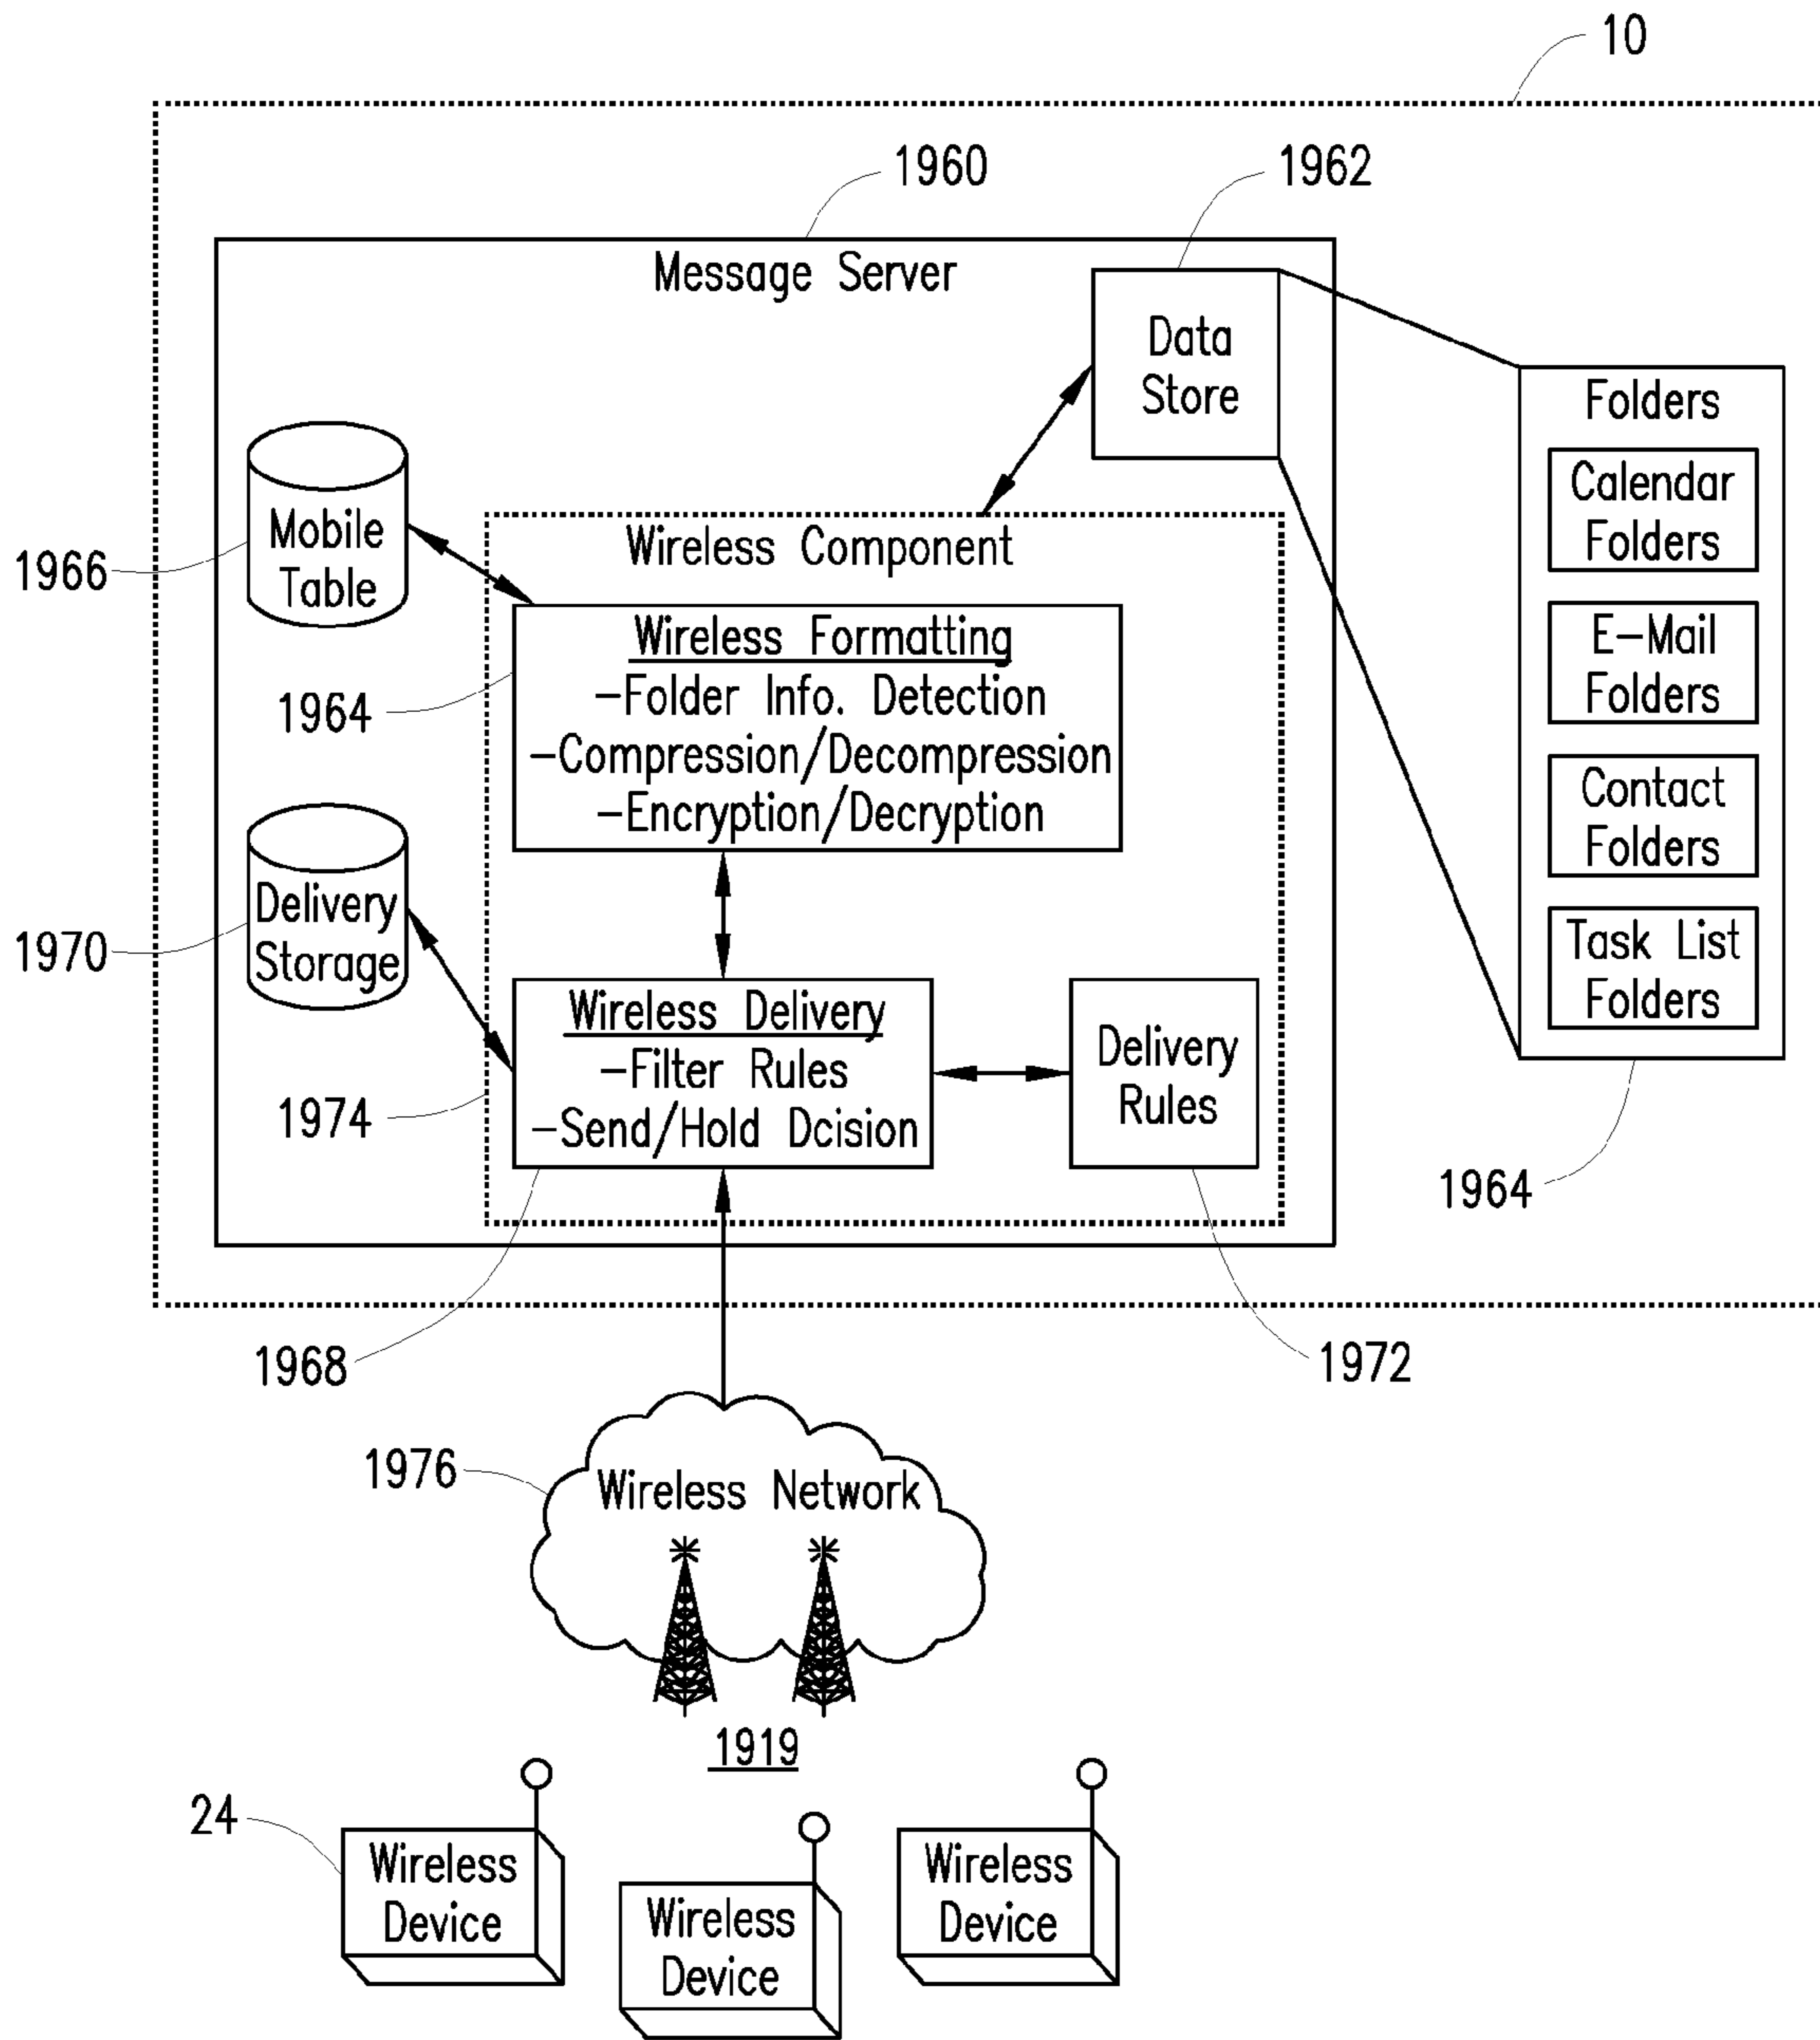 10
1960
1962
Message Server
Data
Store
Folders
Calendar
Folders
E-Mail
Folders
Contact
Folders
Task List
Folders
1964
Mobile
Table
1966
Wireless Component
Wireless Formatting
-Folder Info. Detection
-Compression/Decompression
-Encryption/Decryption
1964
Delivery
Storage
1970
Wireless Delivery
-Filter Rules
-Send/Hold Dcision
1974
Delivery
Rules
1968
1972
1976
Wireless Network
1919
24
Wireless
Device
Wireless
Device
Wireless
Device